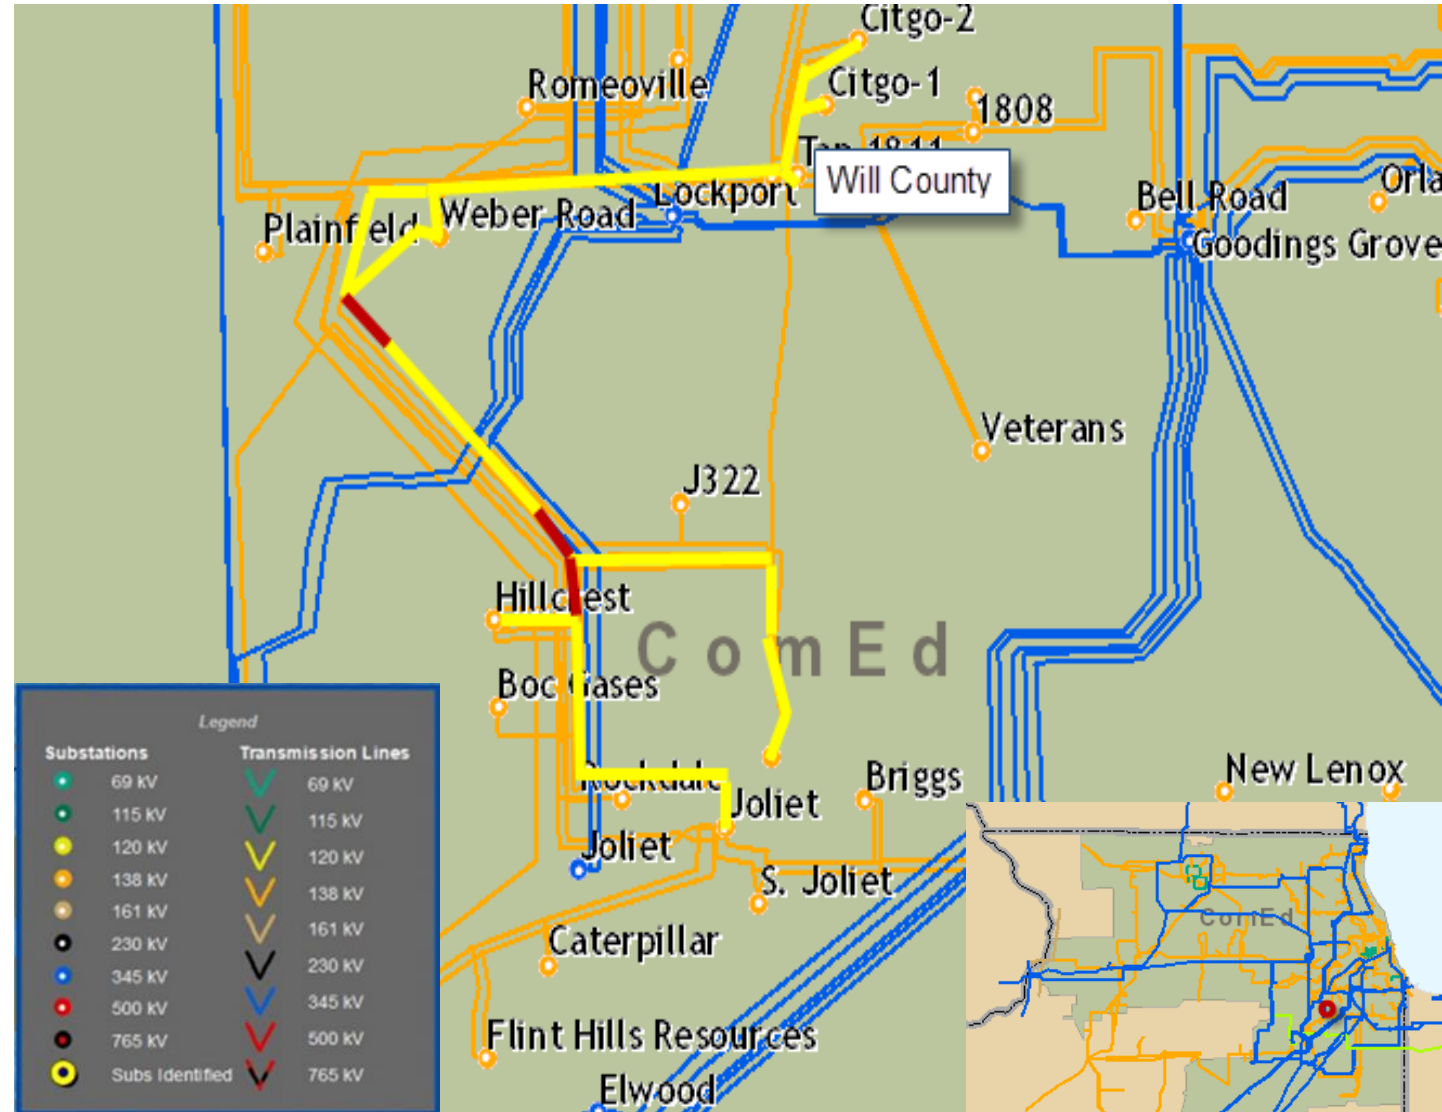 Citgo-2
Romeoville
Citgo-1
1808
Tap 1811
Will County
Lockport
Bell Road
Orla
Plainfield
Weber Road
Goodings Grove
Veterans
J322
Hillcrest
ComEd
Boc Gases
Rockdale
Joliet
Briggs
New Lenox
Joliet
S. Joliet
Caterpillar
Flint Hills Resources
Elwood
Legend
Substations
Transmission Lines
69 kV
69 kV
115 kV
115 kV
120 kV
120 kV
138 kV
138 kV
161 kV
161 kV
230 kV
230 kV
345 kV
345 kV
500 kV
500 kV
765 kV
765 kV
Subs Identified
ComEd